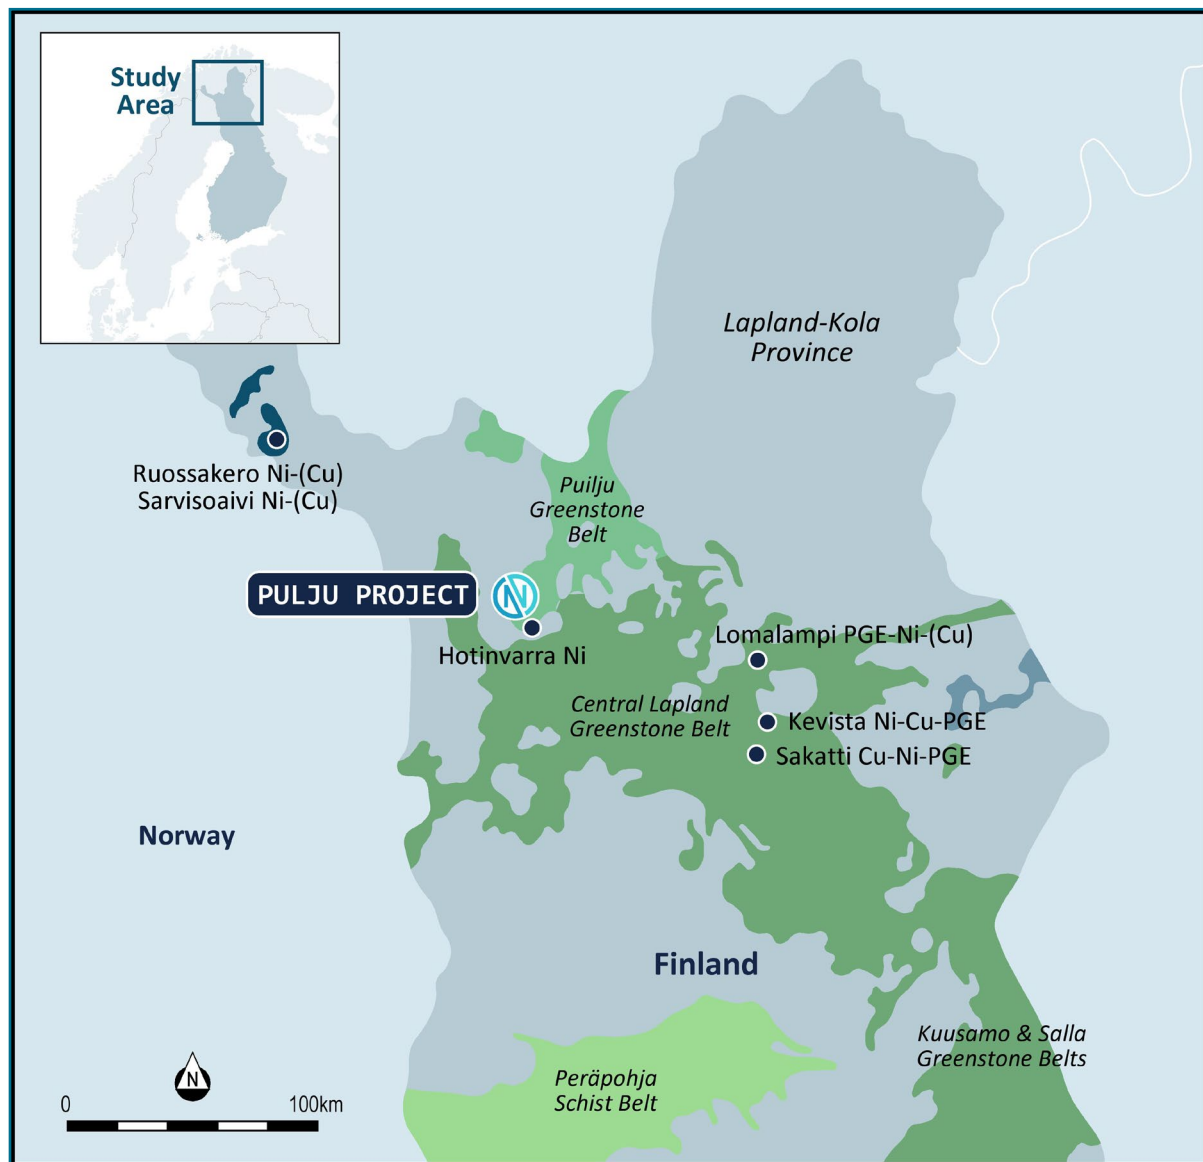 Study
Area
Lapland-Kola
Province
Ruossakero Ni-(Cu)
Sarvisoaivi Ni-(Cu)
Puilju
Greenstone
Belt
PULJU PROJECT
N
Hotinvarra Ni
Lomalampi PGE-Ni-(Cu)
Central Lapland
Greenstone Belt
Kevista Ni-Cu-PGE
Sakatti Cu-Ni-PGE
Norway
Finland
Kuusamo & Salla
Greenstone Belts
Peräpohja
Schist Belt
N
0 100km